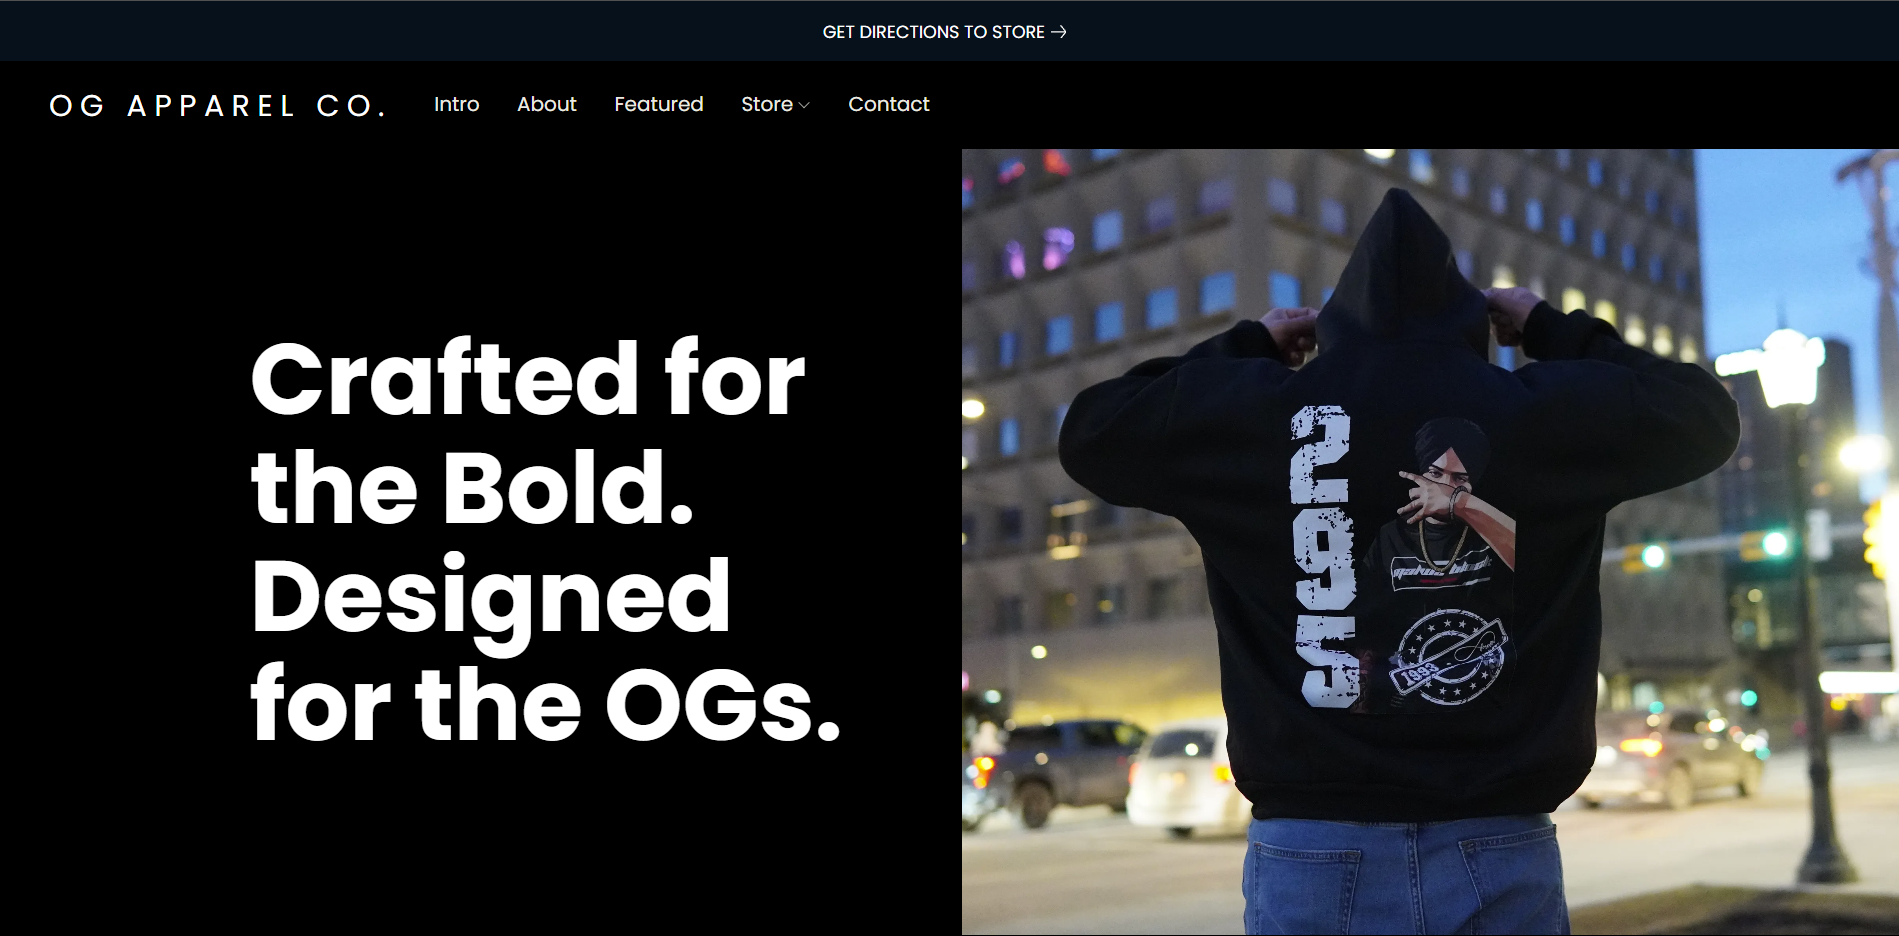 GET DIRECTIONS TO STORE →
OG APPAREL CO.
Intro
About
Featured
Store
Contact
Crafted for
the Bold.
Designed
for the OGs.
295
1993